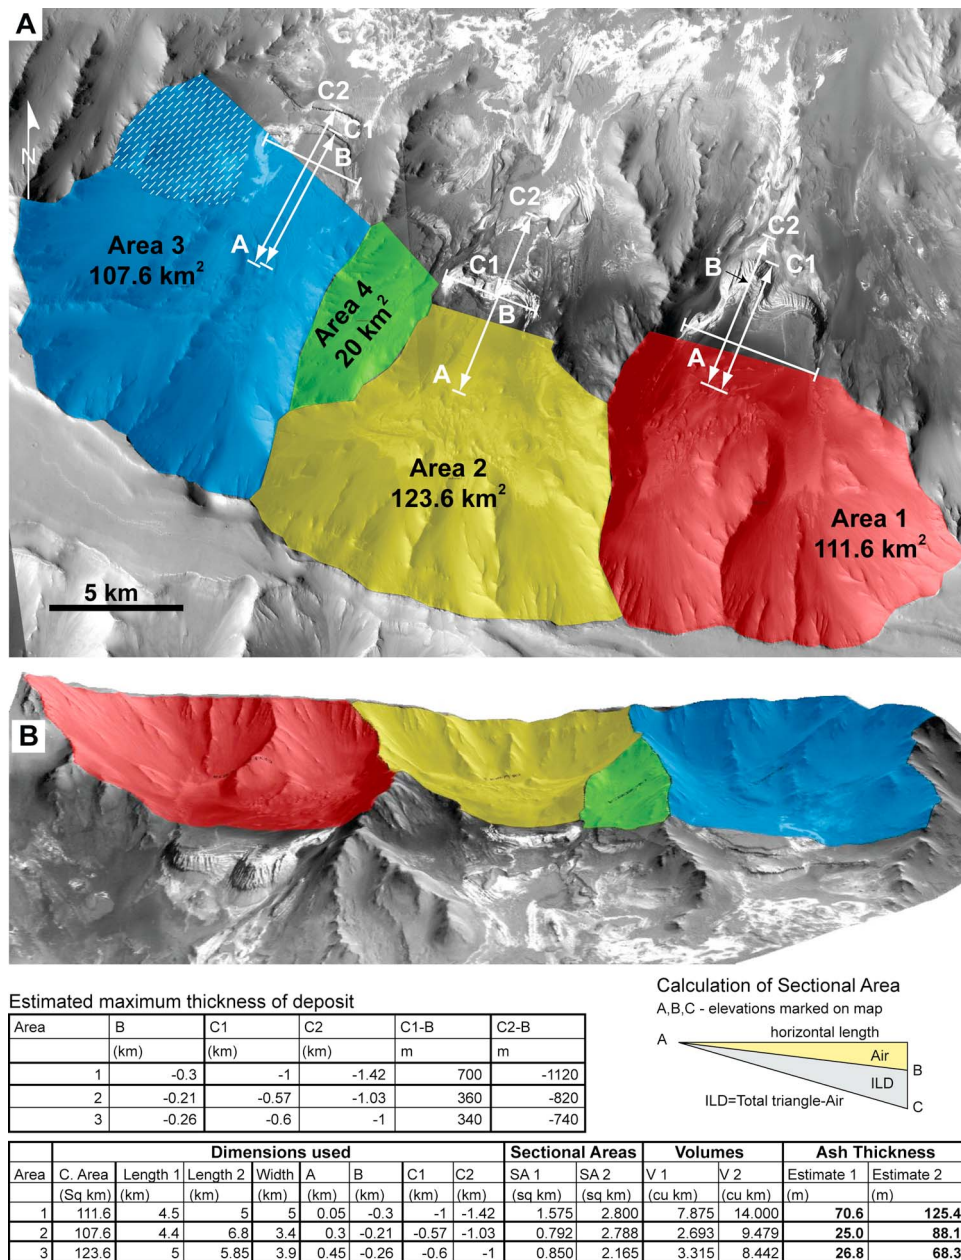 A
N
C2
C1
B
A
Area 3
107.6 km²
Area 4
20 km²
C2
C1
B
A
C2
C1
B
A
Area 2
123.6 km²
Area 1
111.6 km²
5 km
B
Estimated maximum thickness of deposit
Area B C1 C2 C1-B C2-B
(km) (km) (km) m m
1 -0.3 -1 -1.42 700 -1120
2 -0.21 -0.57 -1.03 360 -820
3 -0.26 -0.6 -1 340 -740
Calculation of Sectional Area
A,B,C - elevations marked on map
horizontal length
A
Air
B
ILD
C
ILD=Total triangle-Air
Dimensions used Sectional Areas Volumes Ash Thickness
Area C. Area Length 1 Length 2 Width A B C1 C2 SA 1 SA 2 V 1 V 2 Estimate 1 Estimate 2
(Sq km) (km) (km) (km) (km) (km) (km) (km) (sq km) (sq km) (cu km) (cu km) (m) (m)
1 111.6 4.5 5 5 0.05 -0.3 -1 -1.42 1.575 2.800 7.875 14.000 70.6 125.4
2 107.6 4.4 6.8 3.4 0.3 -0.21 -0.57 -1.03 0.792 2.788 2.693 9.479 25.0 88.1
3 123.6 5 5.85 3.9 0.45 -0.26 -0.6 -1 0.850 2.165 3.315 8.442 26.8 68.3